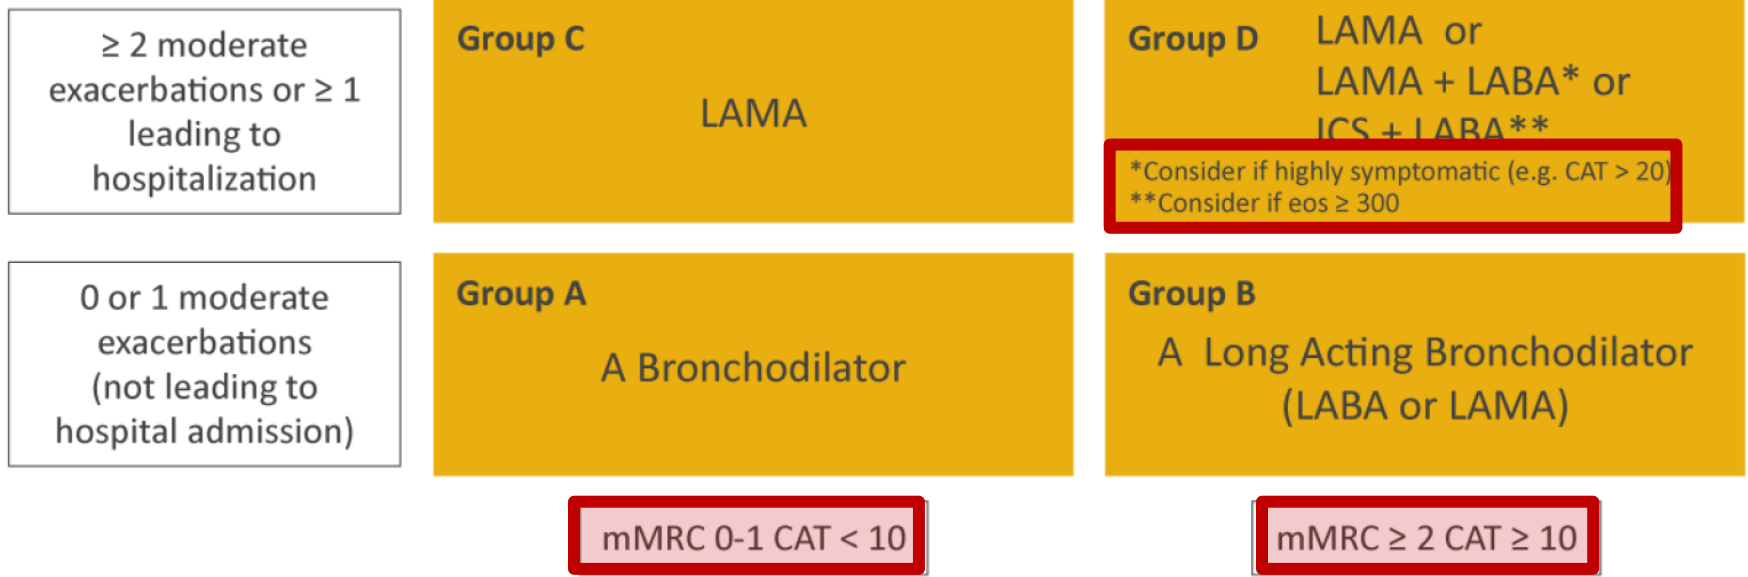 ≥ 2 moderate
exacerbations or ≥ 1
leading to
hospitalization
Group C
LAMA
Group D
LAMA or
LAMA + LABA* or
ICS + LABA**
*Consider if highly symptomatic (e.g. CAT > 20)
**Consider if eos ≥ 300
0 or 1 moderate
exacerbations
(not leading to
hospital admission)
Group A
A Bronchodilator
Group B
A Long Acting Bronchodilator
(LABA or LAMA)
mMRC 0-1 CAT < 10
mMRC ≥ 2 CAT ≥ 10